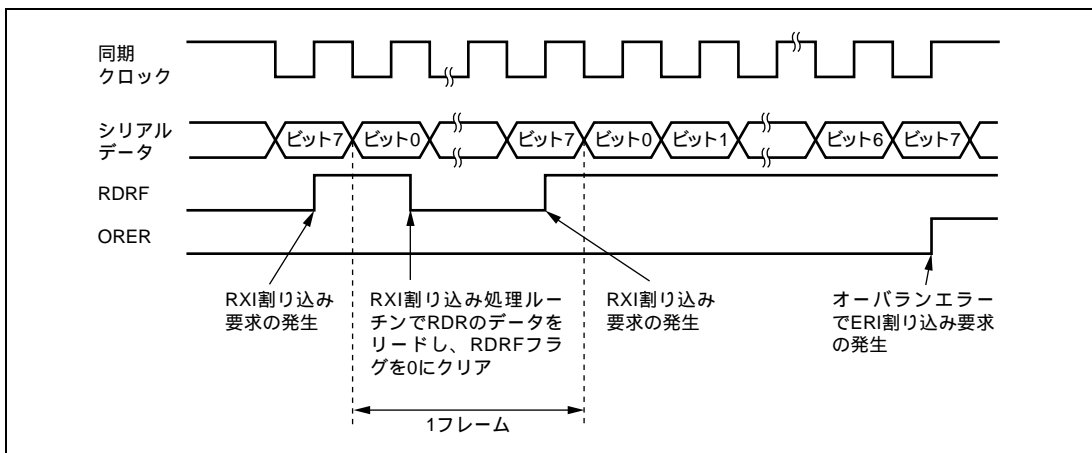 同期
クロック
シリアル
データ
ビット7
ビット0
ビット7
ビット0
ビット1
ビット6
ビット7
RDRF
ORER
RXI割り込み
要求の発生
RXI割り込み処理ルー
チンでRDRのデータを
リードし、RDRFフラ
グを0にクリア
RXI割り込み
要求の発生
オーバランエラー
でERI割り込み要求
の発生
1フレーム